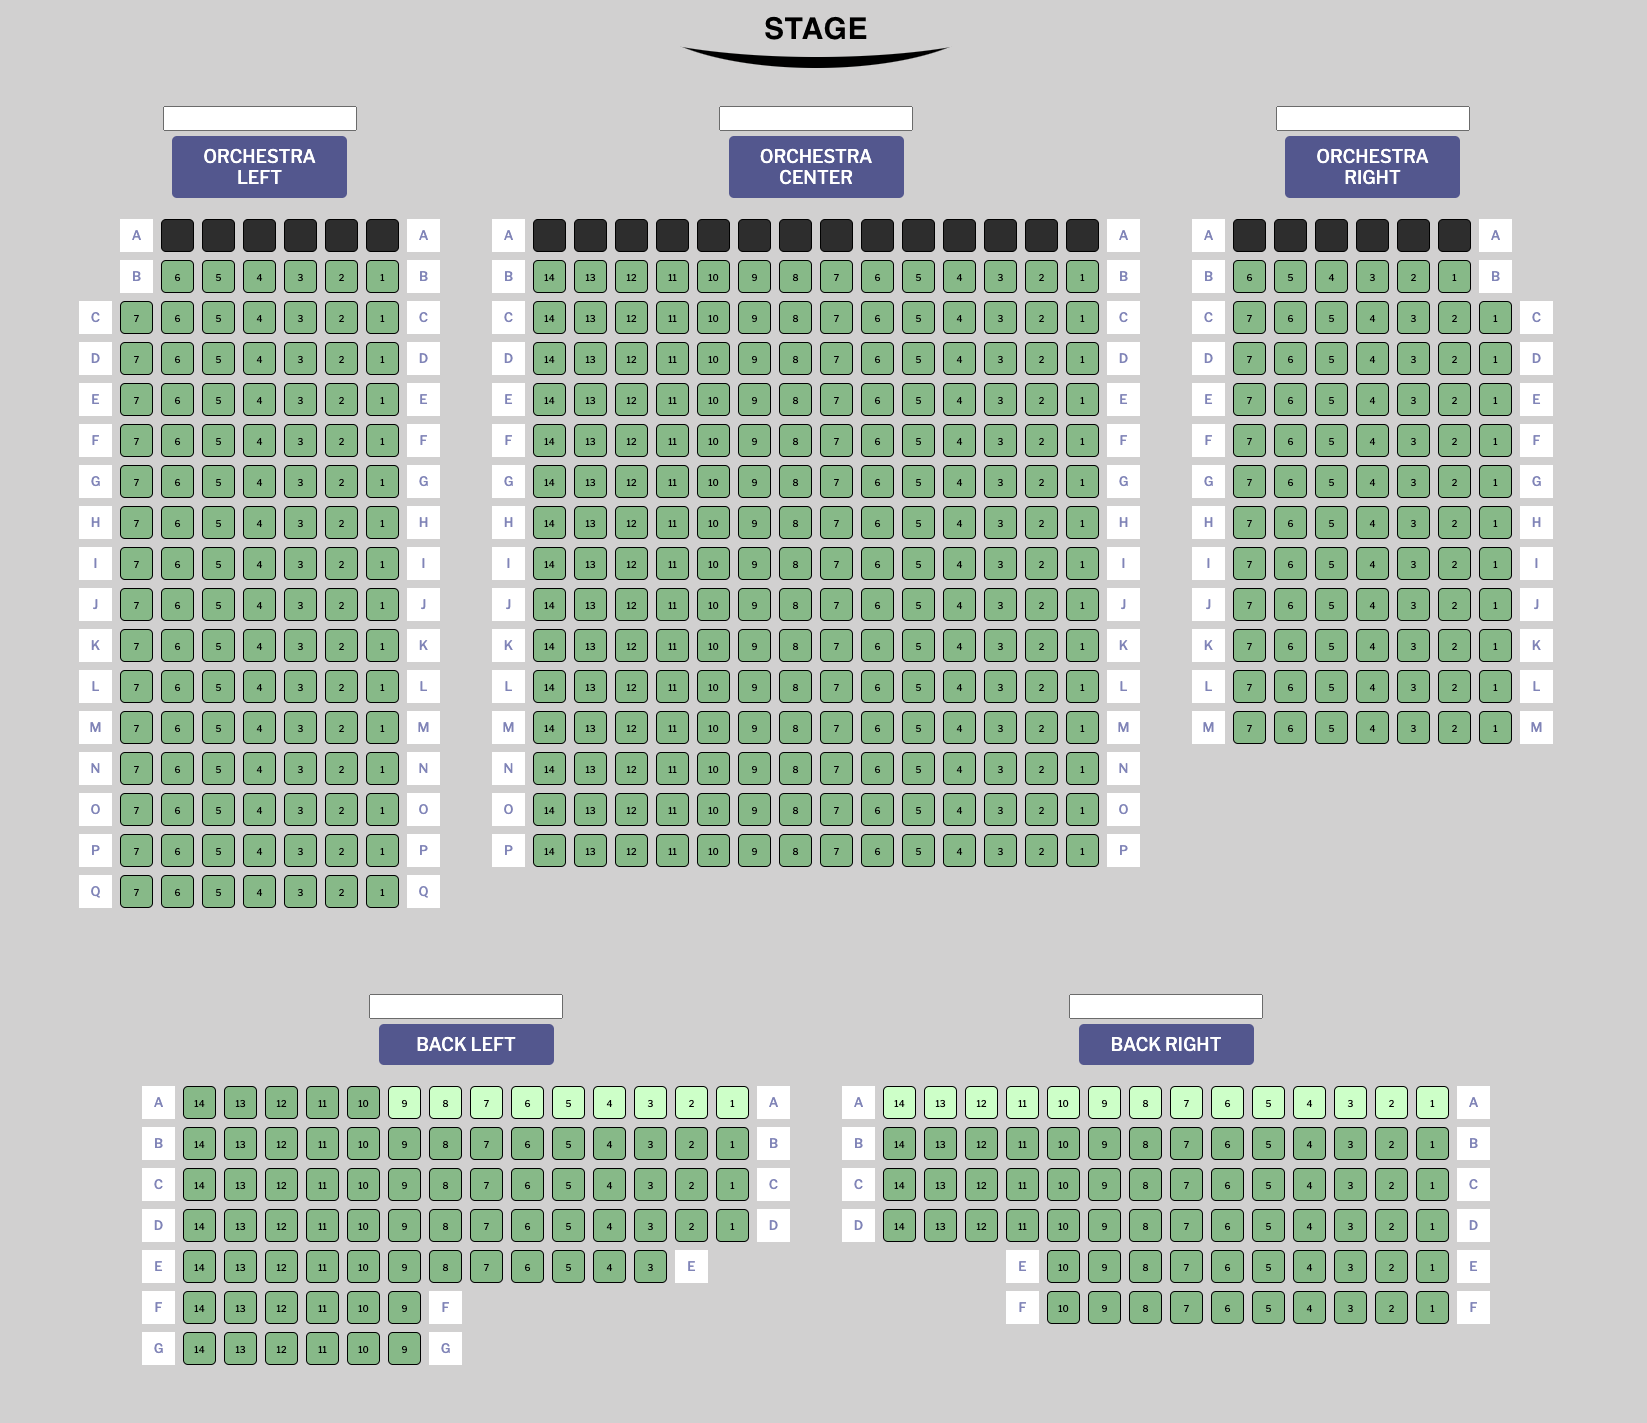 STAGE
ORCHESTRA
LEFT
ORCHESTRA
CENTER
ORCHESTRA
RIGHT
A A A A A A
B 6 5 4 3 2 1 B B 14 13 12 11 10 9 8 7 6 5 4 3 2 1 B B 6 5 4 3 2 1 B
C 7 6 5 4 3 2 1 C C 14 13 12 11 10 9 8 7 6 5 4 3 2 1 C C 7 6 5 4 3 2 1 C
D 7 6 5 4 3 2 1 D D 14 13 12 11 10 9 8 7 6 5 4 3 2 1 D D 7 6 5 4 3 2 1 D
E 7 6 5 4 3 2 1 E E 14 13 12 11 10 9 8 7 6 5 4 3 2 1 E E 7 6 5 4 3 2 1 E
F 7 6 5 4 3 2 1 F F 14 13 12 11 10 9 8 7 6 5 4 3 2 1 F F 7 6 5 4 3 2 1 F
G 7 6 5 4 3 2 1 G G 14 13 12 11 10 9 8 7 6 5 4 3 2 1 G G 7 6 5 4 3 2 1 G
H 7 6 5 4 3 2 1 H H 14 13 12 11 10 9 8 7 6 5 4 3 2 1 H H 7 6 5 4 3 2 1 H
I 7 6 5 4 3 2 1 I I 14 13 12 11 10 9 8 7 6 5 4 3 2 1 I I 7 6 5 4 3 2 1 I
J 7 6 5 4 3 2 1 J J 14 13 12 11 10 9 8 7 6 5 4 3 2 1 J J 7 6 5 4 3 2 1 J
K 7 6 5 4 3 2 1 K K 14 13 12 11 10 9 8 7 6 5 4 3 2 1 K K 7 6 5 4 3 2 1 K
L 7 6 5 4 3 2 1 L L 14 13 12 11 10 9 8 7 6 5 4 3 2 1 L L 7 6 5 4 3 2 1 L
M 7 6 5 4 3 2 1 M M 14 13 12 11 10 9 8 7 6 5 4 3 2 1 M M 7 6 5 4 3 2 1 M
N 7 6 5 4 3 2 1 N N 14 13 12 11 10 9 8 7 6 5 4 3 2 1 N
O 7 6 5 4 3 2 1 O O 14 13 12 11 10 9 8 7 6 5 4 3 2 1 O
P 7 6 5 4 3 2 1 P P 14 13 12 11 10 9 8 7 6 5 4 3 2 1 P
Q 7 6 5 4 3 2 1 Q
BACK LEFT
BACK RIGHT
A 14 13 12 11 10 9 8 7 6 5 4 3 2 1 A A 14 13 12 11 10 9 8 7 6 5 4 3 2 1 A
B 14 13 12 11 10 9 8 7 6 5 4 3 2 1 B B 14 13 12 11 10 9 8 7 6 5 4 3 2 1 B
C 14 13 12 11 10 9 8 7 6 5 4 3 2 1 C C 14 13 12 11 10 9 8 7 6 5 4 3 2 1 C
D 14 13 12 11 10 9 8 7 6 5 4 3 2 1 D D 14 13 12 11 10 9 8 7 6 5 4 3 2 1 D
E 14 13 12 11 10 9 8 7 6 5 4 3 E E 10 9 8 7 6 5 4 3 2 1 E
F 14 13 12 11 10 9 F F 10 9 8 7 6 5 4 3 2 1 F
G 14 13 12 11 10 9 G